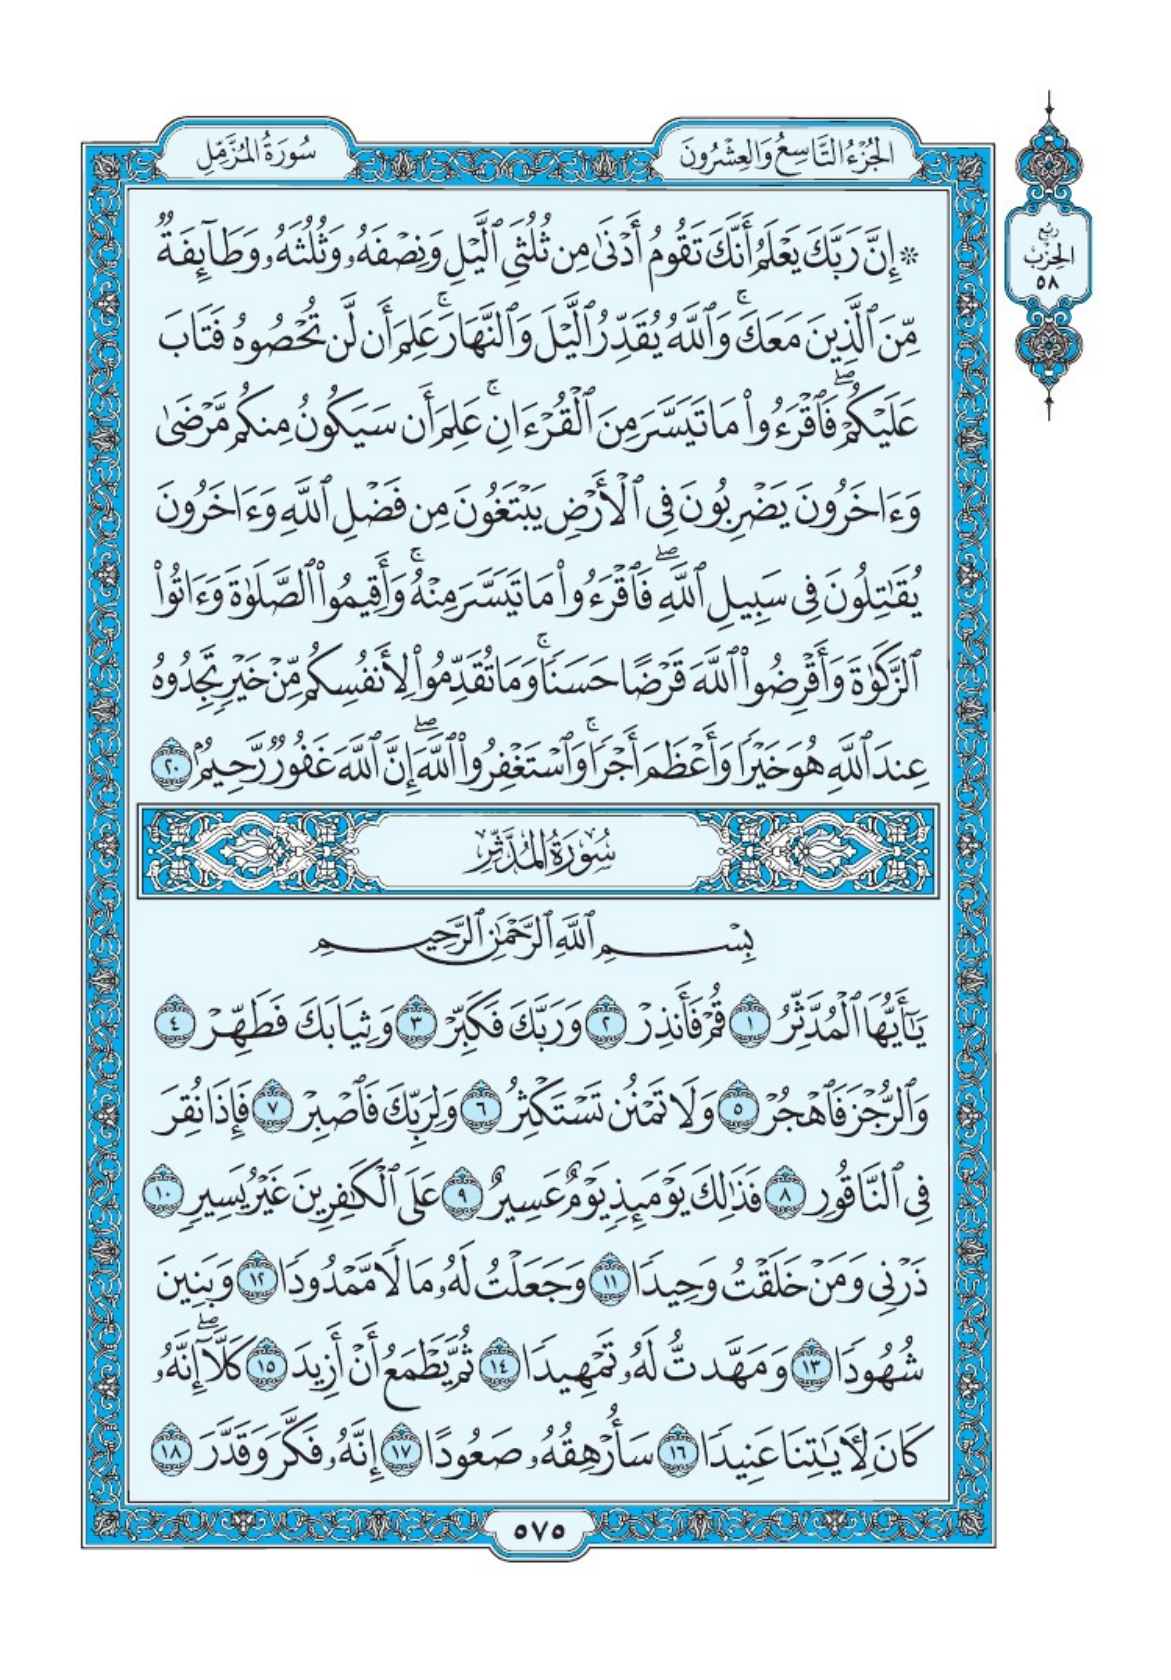 الجُزْءُ التَّاسِعُ وَالعِشْرُونَ
سُورَةُ المُزَّمِّل
رُبْعُ
الحِزْبِ
٥٨
۞ إِنَّ رَبَّكَ يَعْلَمُ أَنَّكَ تَقُومُ أَدْنَىٰ مِن ثُلُثَيِ ٱلَّيْلِ وَنِصْفَهُۥ وَثُلُثَهُۥ وَطَآئِفَةٌ
مِّنَ ٱلَّذِينَ مَعَكَۚ وَٱللَّهُ يُقَدِّرُ ٱلَّيْلَ وَٱلنَّهَارَۚ عَلِمَ أَن لَّن تُحْصُوهُ فَتَابَ
عَلَيْكُمْۖ فَٱقْرَءُوا۟ مَا تَيَسَّرَ مِنَ ٱلْقُرْءَانِۚ عَلِمَ أَن سَيَكُونُ مِنكُم مَّرْضَىٰ
وَءَاخَرُونَ يَضْرِبُونَ فِى ٱلْأَرْضِ يَبْتَغُونَ مِن فَضْلِ ٱللَّهِ وَءَاخَرُونَ
يُقَـٰتِلُونَ فِى سَبِيلِ ٱللَّهِۖ فَٱقْرَءُوا۟ مَا تَيَسَّرَ مِنْهُۚ وَأَقِيمُوا۟ ٱلصَّلَوٰةَ وَءَاتُوا۟
ٱلزَّكَوٰةَ وَأَقْرِضُوا۟ ٱللَّهَ قَرْضًا حَسَنًاۚ وَمَا تُقَدِّمُوا۟ لِأَنفُسِكُم مِّنْ خَيْرٍ تَجِدُوهُ
عِندَ ٱللَّهِ هُوَ خَيْرًا وَأَعْظَمَ أَجْرًاۚ وَٱسْتَغْفِرُوا۟ ٱللَّهَۖ إِنَّ ٱللَّهَ غَفُورٌ رَّحِيمٌۢ ٢٠
سُورَةُ المُدَّثِّر
بِسْمِ ٱللَّهِ ٱلرَّحْمَـٰنِ ٱلرَّحِيمِ
يَـٰٓأَيُّهَا ٱلْمُدَّثِّرُ ١ قُمْ فَأَنذِرْ ٢ وَرَبَّكَ فَكَبِّرْ ٣ وَثِيَابَكَ فَطَهِّرْ ٤
وَٱلرُّجْزَ فَٱهْجُرْ ٥ وَلَا تَمْنُن تَسْتَكْثِرُ ٦ وَلِرَبِّكَ فَٱصْبِرْ ٧ فَإِذَا نُقِرَ
فِى ٱلنَّاقُورِ ٨ فَذَٰلِكَ يَوْمَئِذٍ يَوْمٌ عَسِيرٌ ٩ عَلَى ٱلْكَـٰفِرِينَ غَيْرُ يَسِيرٍ ١٠
ذَرْنِى وَمَنْ خَلَقْتُ وَحِيدًا ١١ وَجَعَلْتُ لَهُۥ مَالًا مَّمْدُودًا ١٢ وَبَنِينَ
شُهُودًا ١٣ وَمَهَّدتُّ لَهُۥ تَمْهِيدًا ١٤ ثُمَّ يَطْمَعُ أَنْ أَزِيدَ ١٥ كَلَّآۖ إِنَّهُۥ
كَانَ لِـَٔايَـٰتِنَا عَنِيدًا ١٦ سَأُرْهِقُهُۥ صَعُودًا ١٧ إِنَّهُۥ فَكَّرَ وَقَدَّرَ ١٨
٥٧٥